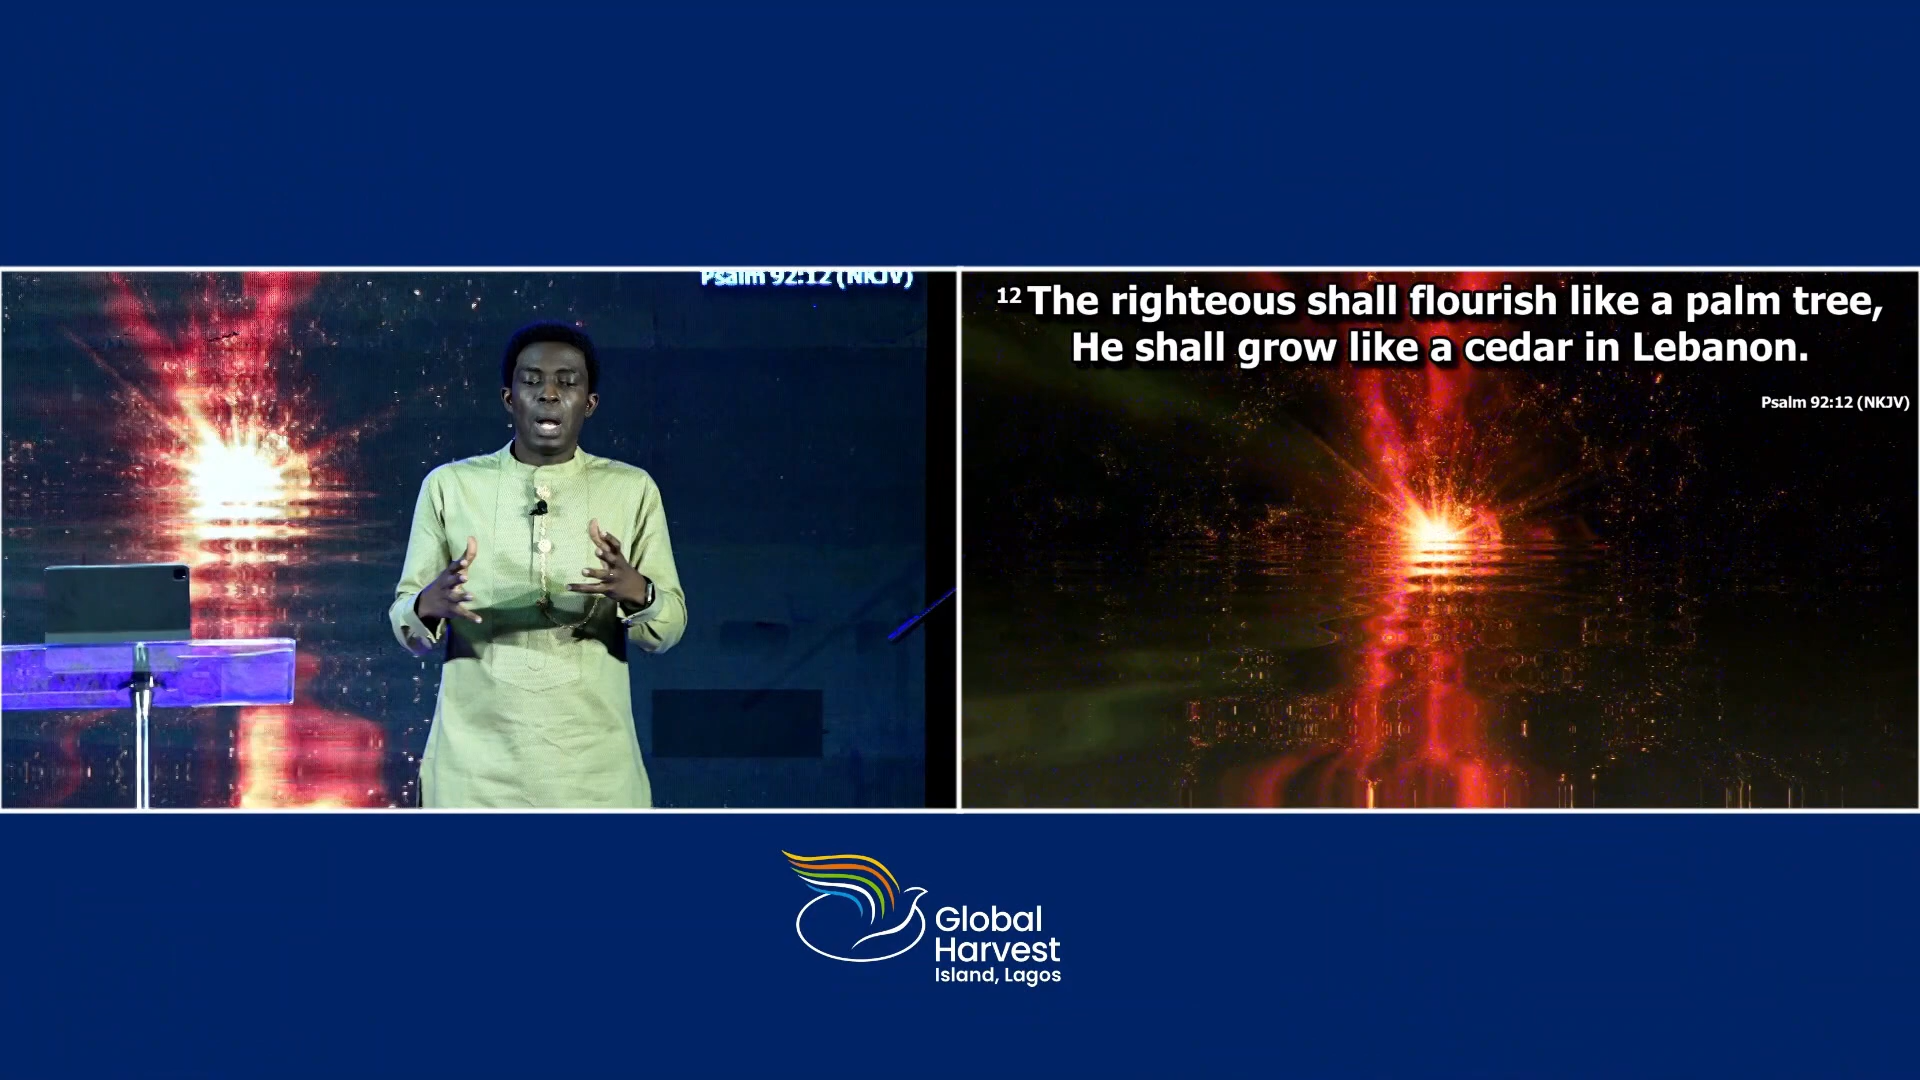 Psalm 92:12 (NKJV)
12 The righteous shall flourish like a palm tree,
He shall grow like a cedar in Lebanon.
Psalm 92:12 (NKJV)
Global
Harvest
Island, Lagos